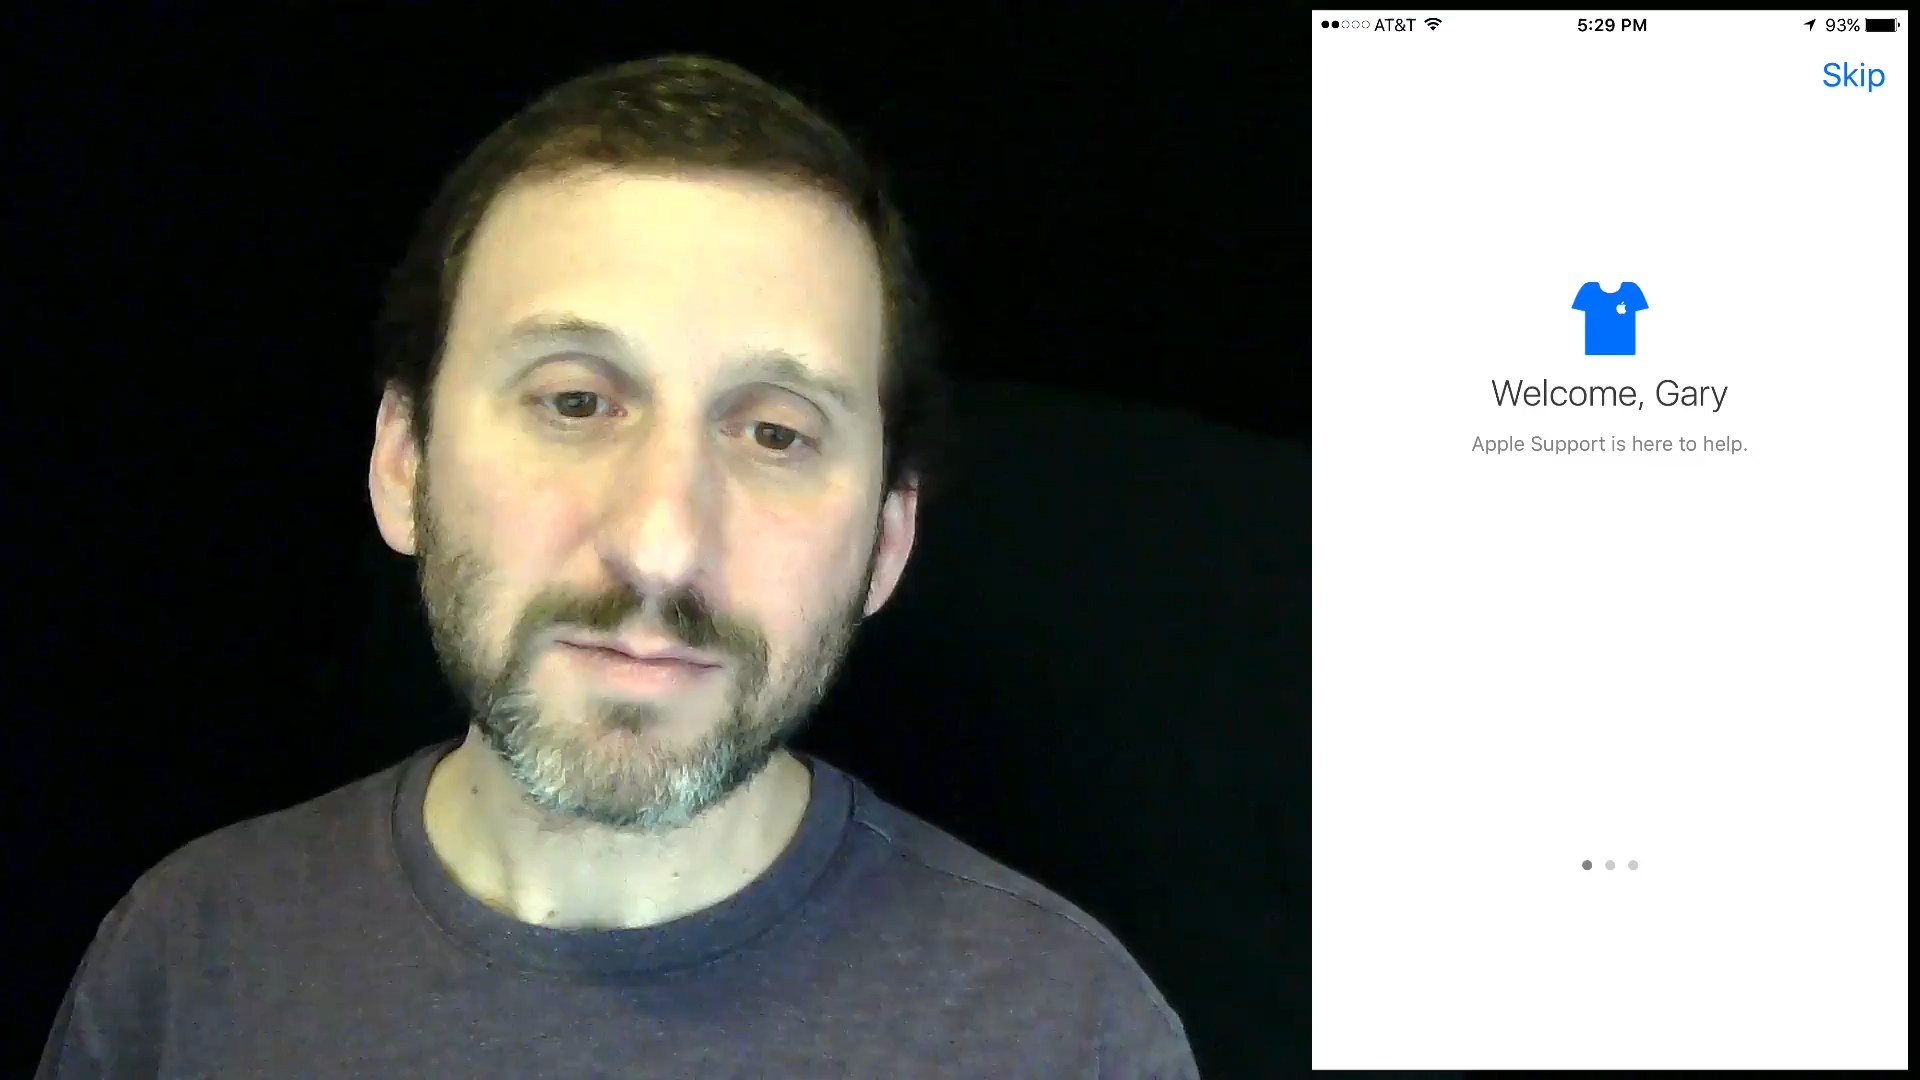 AT&T 5:29 PM 93%
Skip
Welcome, Gary
Apple Support is here to help.